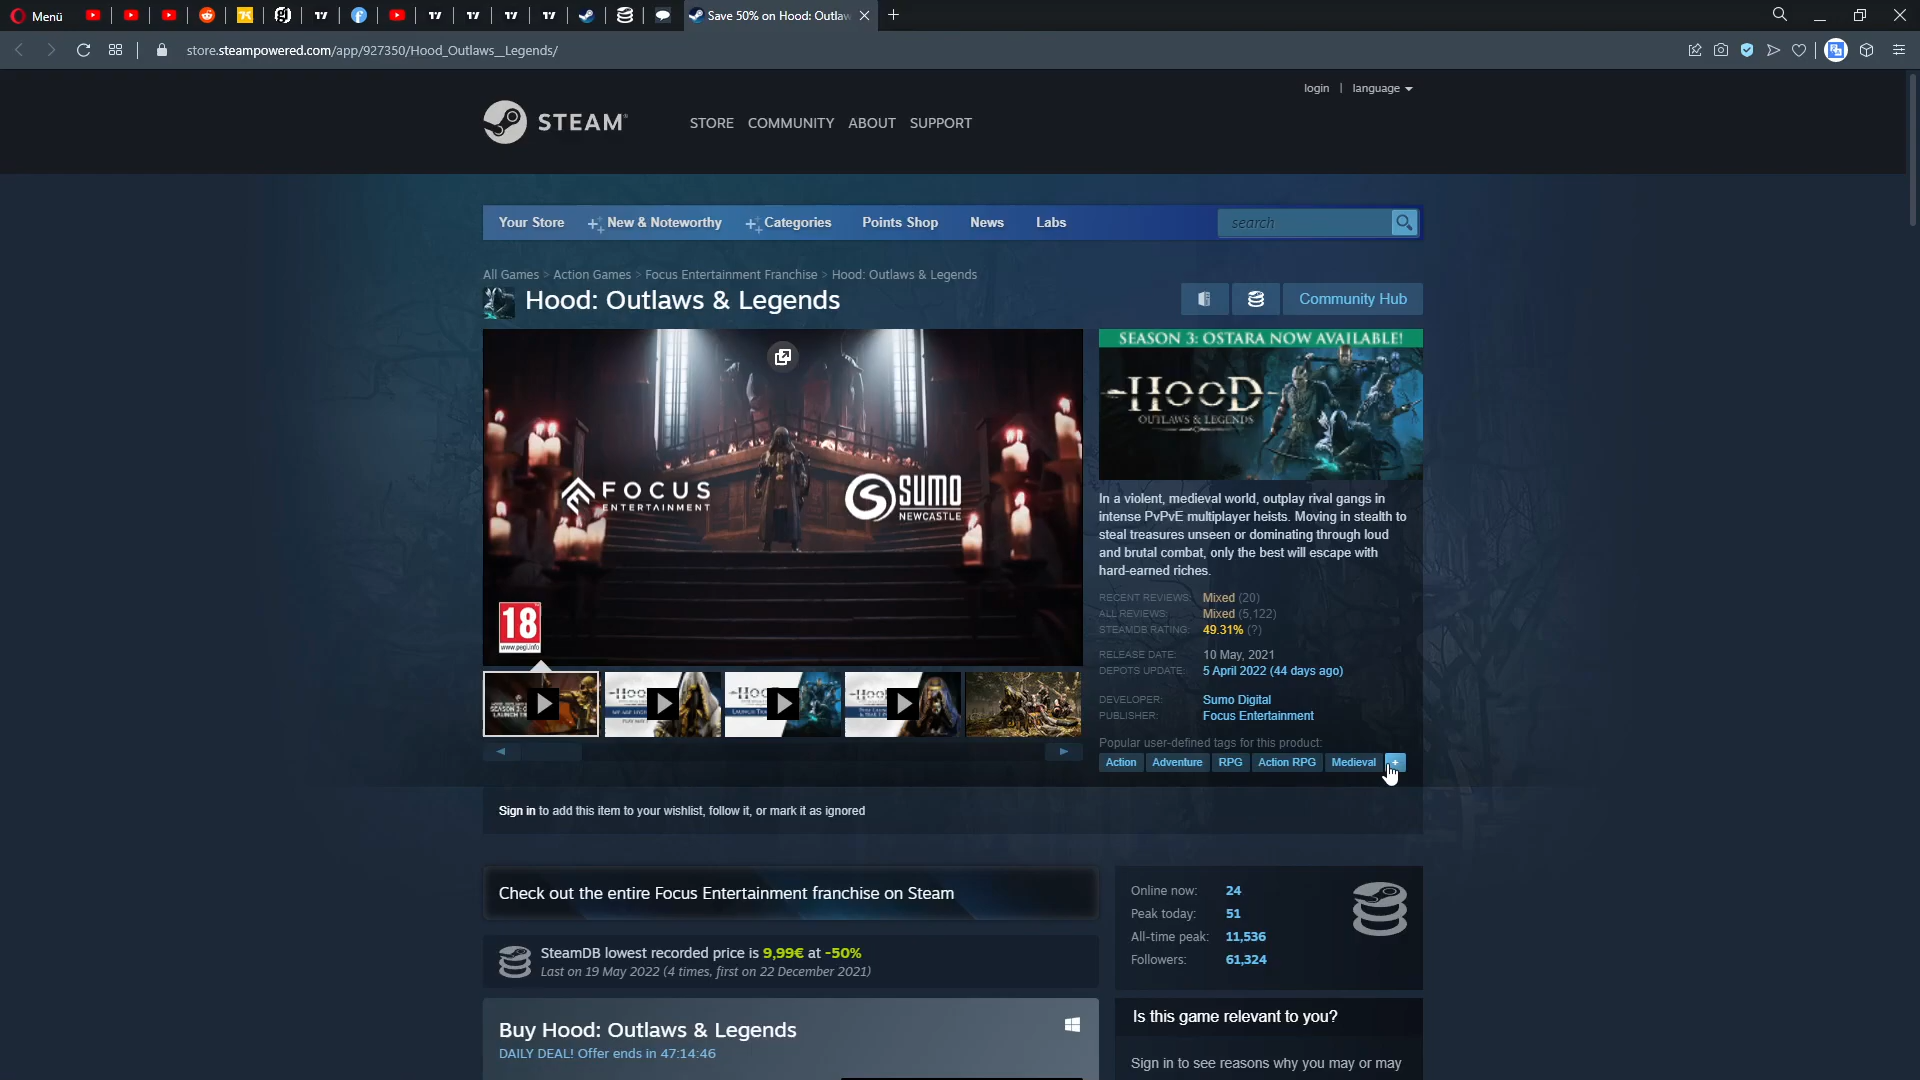 Menü
Save 50% on Hood: Outlaw
store.steampowered.com/app/927350/Hood_Outlaws__Legends/
login | language
STEAM
STORE COMMUNITY ABOUT SUPPORT
Your Store New & Noteworthy Categories Points Shop News Labs search
All Games > Action Games > Focus Entertainment Franchise > Hood: Outlaws & Legends
Hood: Outlaws & Legends
Community Hub
SEASON 3: OSTARA NOW AVAILABLE!
HOOD
OUTLAWS & LEGENDS
FOCUS
ENTERTAINMENT
SUMO
NEWCASTLE
18
www.pegi.info
In a violent, medieval world, outplay rival gangs in
intense PvPvE multiplayer heists. Moving in stealth to
steal treasures unseen or dominating through loud
and brutal combat, only the best will escape with
hard-earned riches.
RECENT REVIEWS: Mixed (20)
ALL REVIEWS: Mixed (5,122)
STEAMDB RATING: 49.31% (?)
RELEASE DATE: 10 May, 2021
DEPOTS UPDATE: 5 April 2022 (44 days ago)
DEVELOPER: Sumo Digital
PUBLISHER: Focus Entertainment
Popular user-defined tags for this product:
Action Adventure RPG Action RPG Medieval +
Sign in to add this item to your wishlist, follow it, or mark it as ignored
Check out the entire Focus Entertainment franchise on Steam
Online now: 24
Peak today: 51
All-time peak: 11,536
Followers: 61,324
SteamDB lowest recorded price is 9,99€ at -50%
Last on 19 May 2022 (4 times, first on 22 December 2021)
Buy Hood: Outlaws & Legends
DAILY DEAL! Offer ends in 47:14:46
Is this game relevant to you?
Sign in to see reasons why you may or may